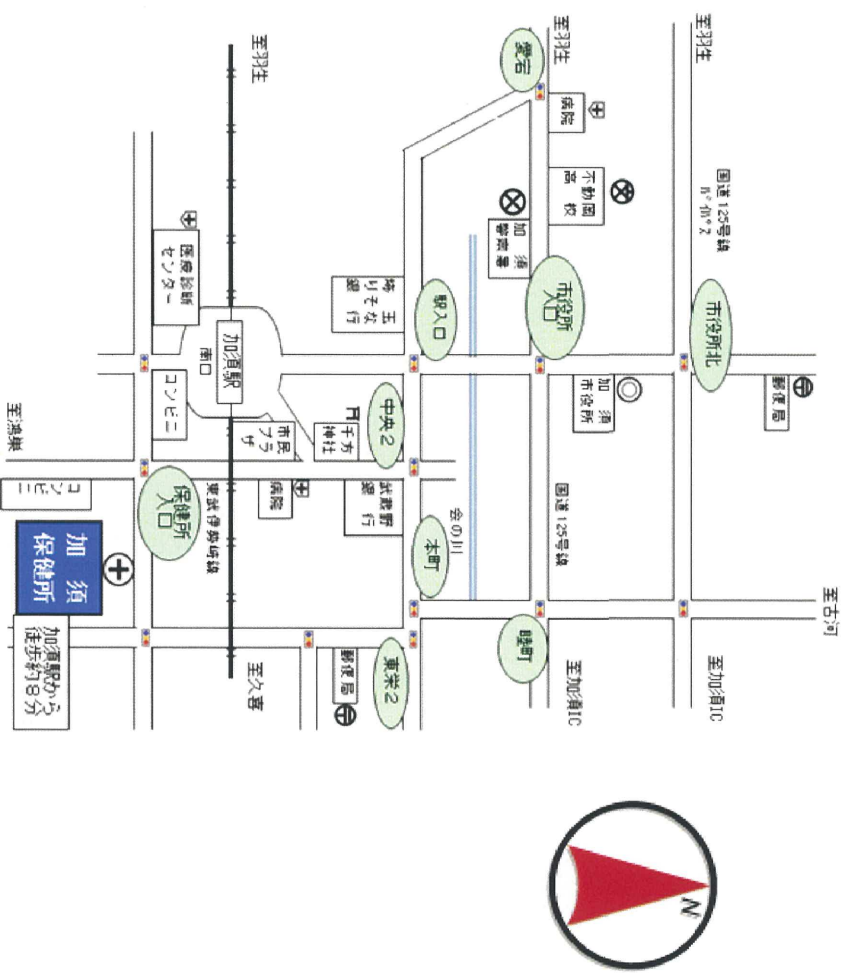 至古河
郵便局
至羽生
国道125号線
ﾊﾞｲﾊﾟｽ
市役所北
至加須IC
不動岡
高 校
加 須
市役所
至羽生
病院
愛宕
市役所
入口
国道125号線
睦町
至加須IC
加 須
警察署
会の川
駅入口
本町
埼 玉
りそな
銀 行
中央2
武蔵野
銀 行
東栄2
千方
神社
郵便局
市民
プラ
ザ
病院
至羽生
加須駅
南口
東武伊勢崎線
至久喜
医療診断
センター
コンビニ
保健所
入口
至鴻巣
コンビニ
加 須
保健所
加須駅から
徒歩約8分
N